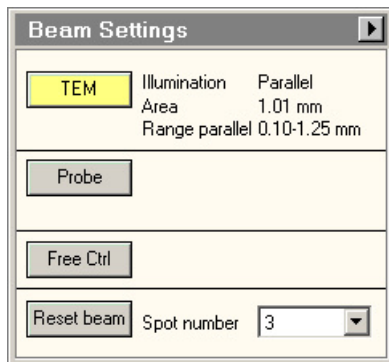 Beam Settings
TEM Illumination Parallel
Area 1.01 mm
Range parallel 0.10-1.25 mm
Probe
Free Ctrl
Reset beam Spot number 3